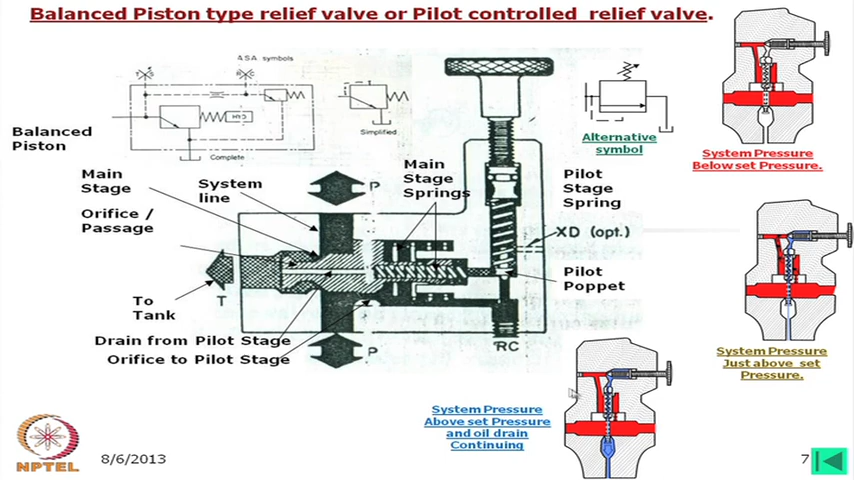 Balanced Piston type relief valve or Pilot controlled relief valve.
ASA symbols
Balanced
Piston
Simplified
Complete
Alternative
symbol
System Pressure
Below set Pressure.
Main
Stage
System
line
Main
Stage
Springs
Pilot
Stage
Spring
P
Orifice /
Passage
XD (opt.)
Pilot
Poppet
T
To
Tank
Drain from Pilot Stage
Orifice to Pilot Stage
P
RC
System Pressure
Just above set
Pressure.
System Pressure
Above set Pressure
and oil drain
Continuing
NPTEL
8/6/2013
7